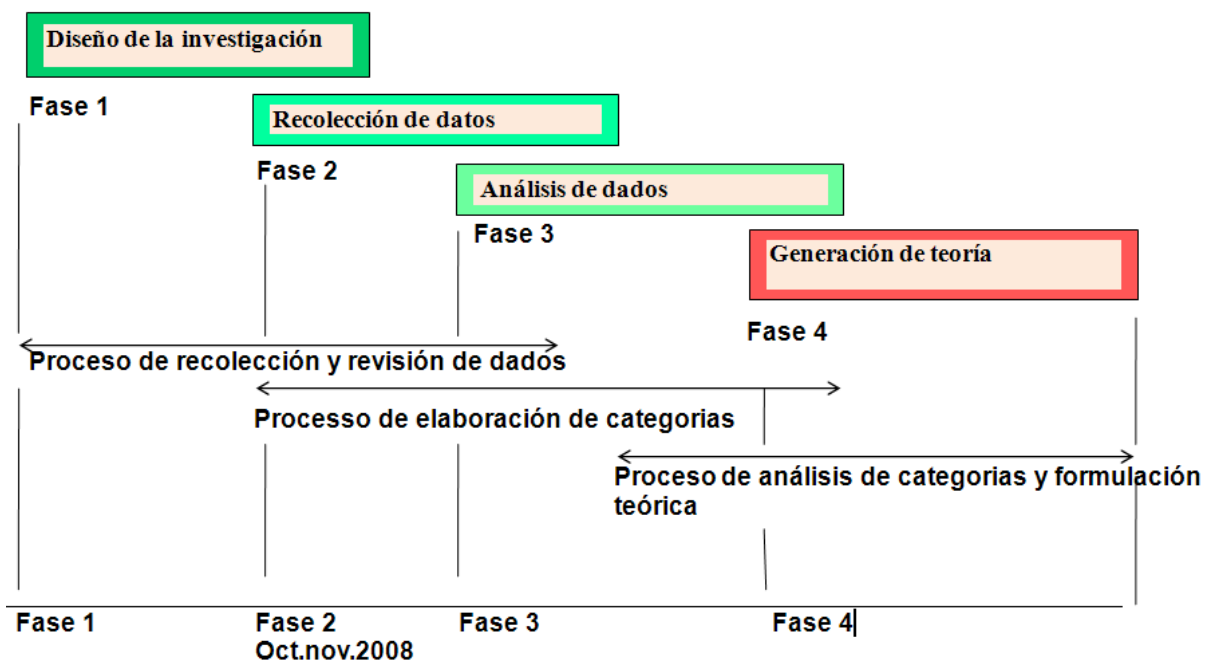 Diseño de la investigación
Fase 1
Recolección de datos
Fase 2
Análisis de dados
Fase 3
Generación de teoría
Fase 4
Proceso de recolección y revisión de dados
Processo de elaboración de categorias
Proceso de análisis de categorias y formulación
teórica
Fase 1
Fase 2
Fase 3
Fase 4
Oct.nov.2008